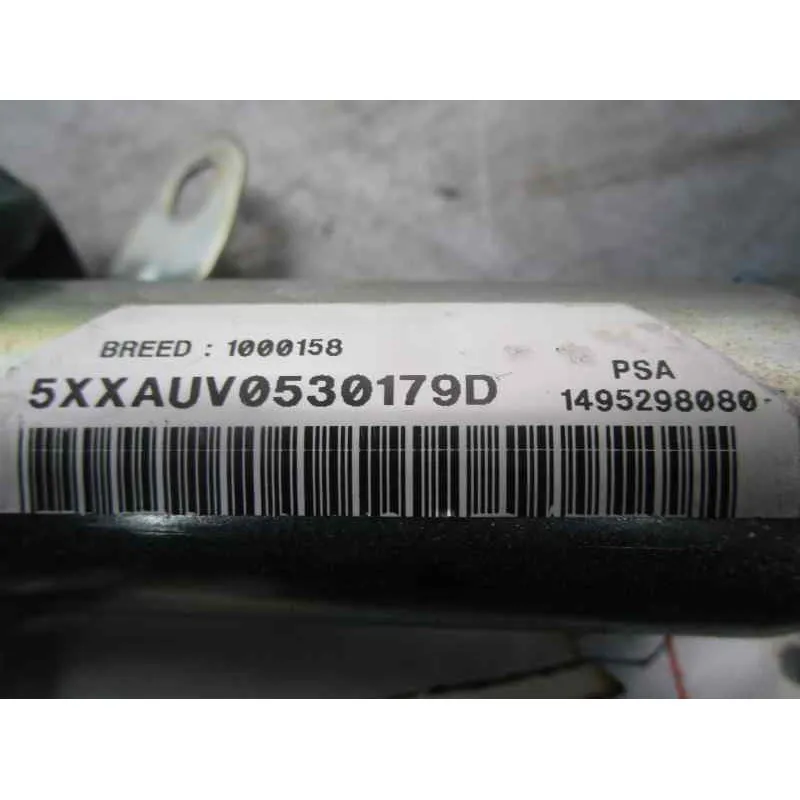 BREED : 1000158
5XXAUV0530179D
PSA
1495298080-